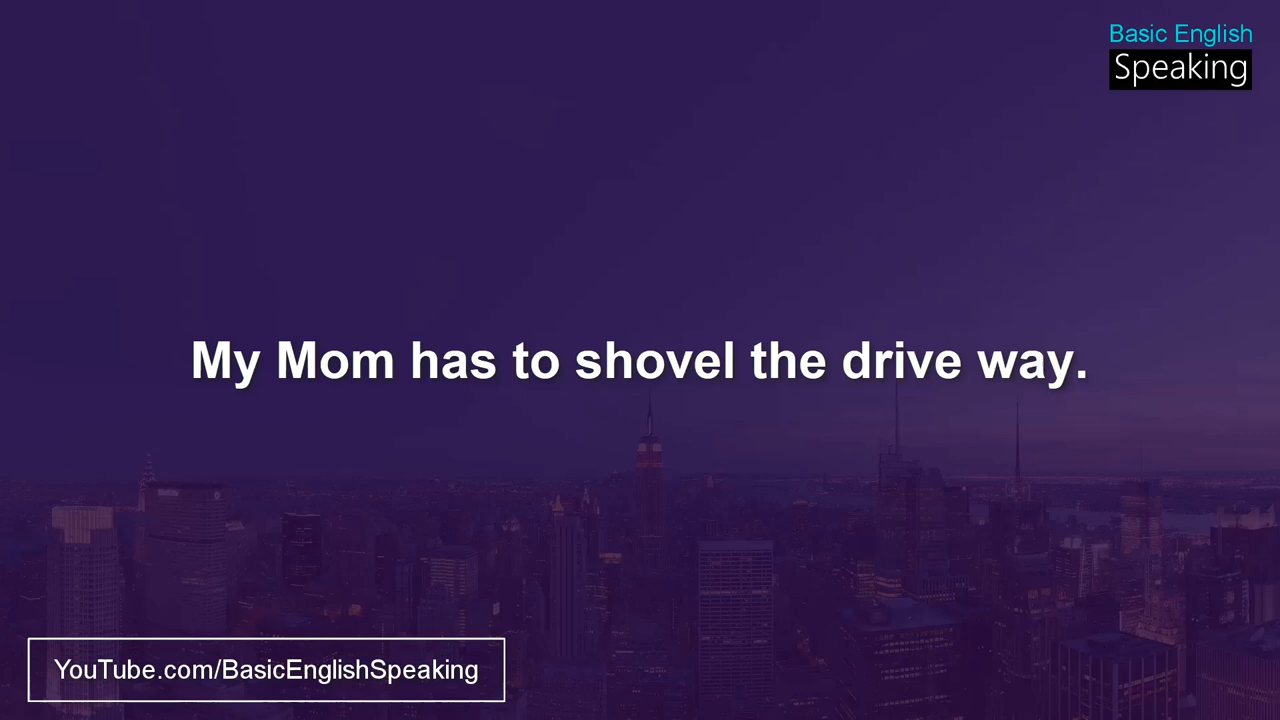 Basic English
Speaking
My Mom has to shovel the drive way.
YouTube.com/BasicEnglishSpeaking